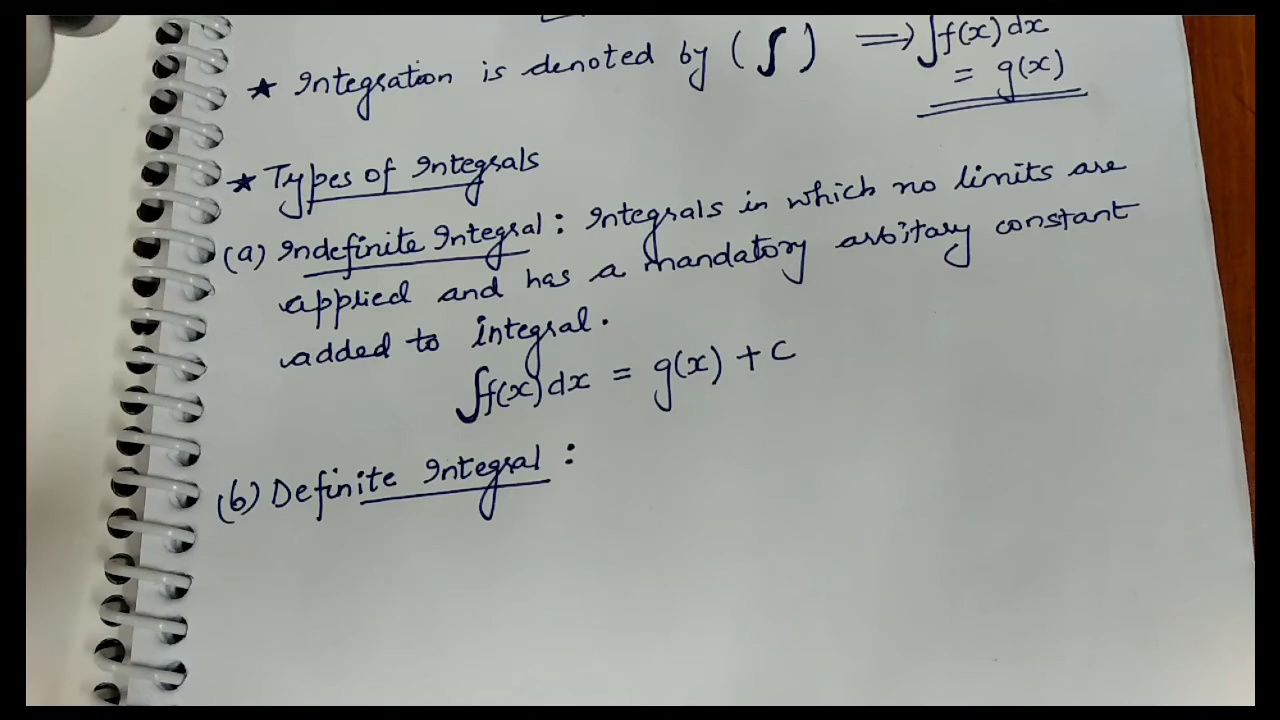 ★ Integration is denoted by (∫) ⟹ ∫f(x)dx
= g(x)
★ Types of Integrals
(a) Indefinite Integral : Integrals in which no limits are
applied and has a mandatory arbitary constant
added to integral.
∫f(x)dx = g(x) + c
(b) Definite Integral :